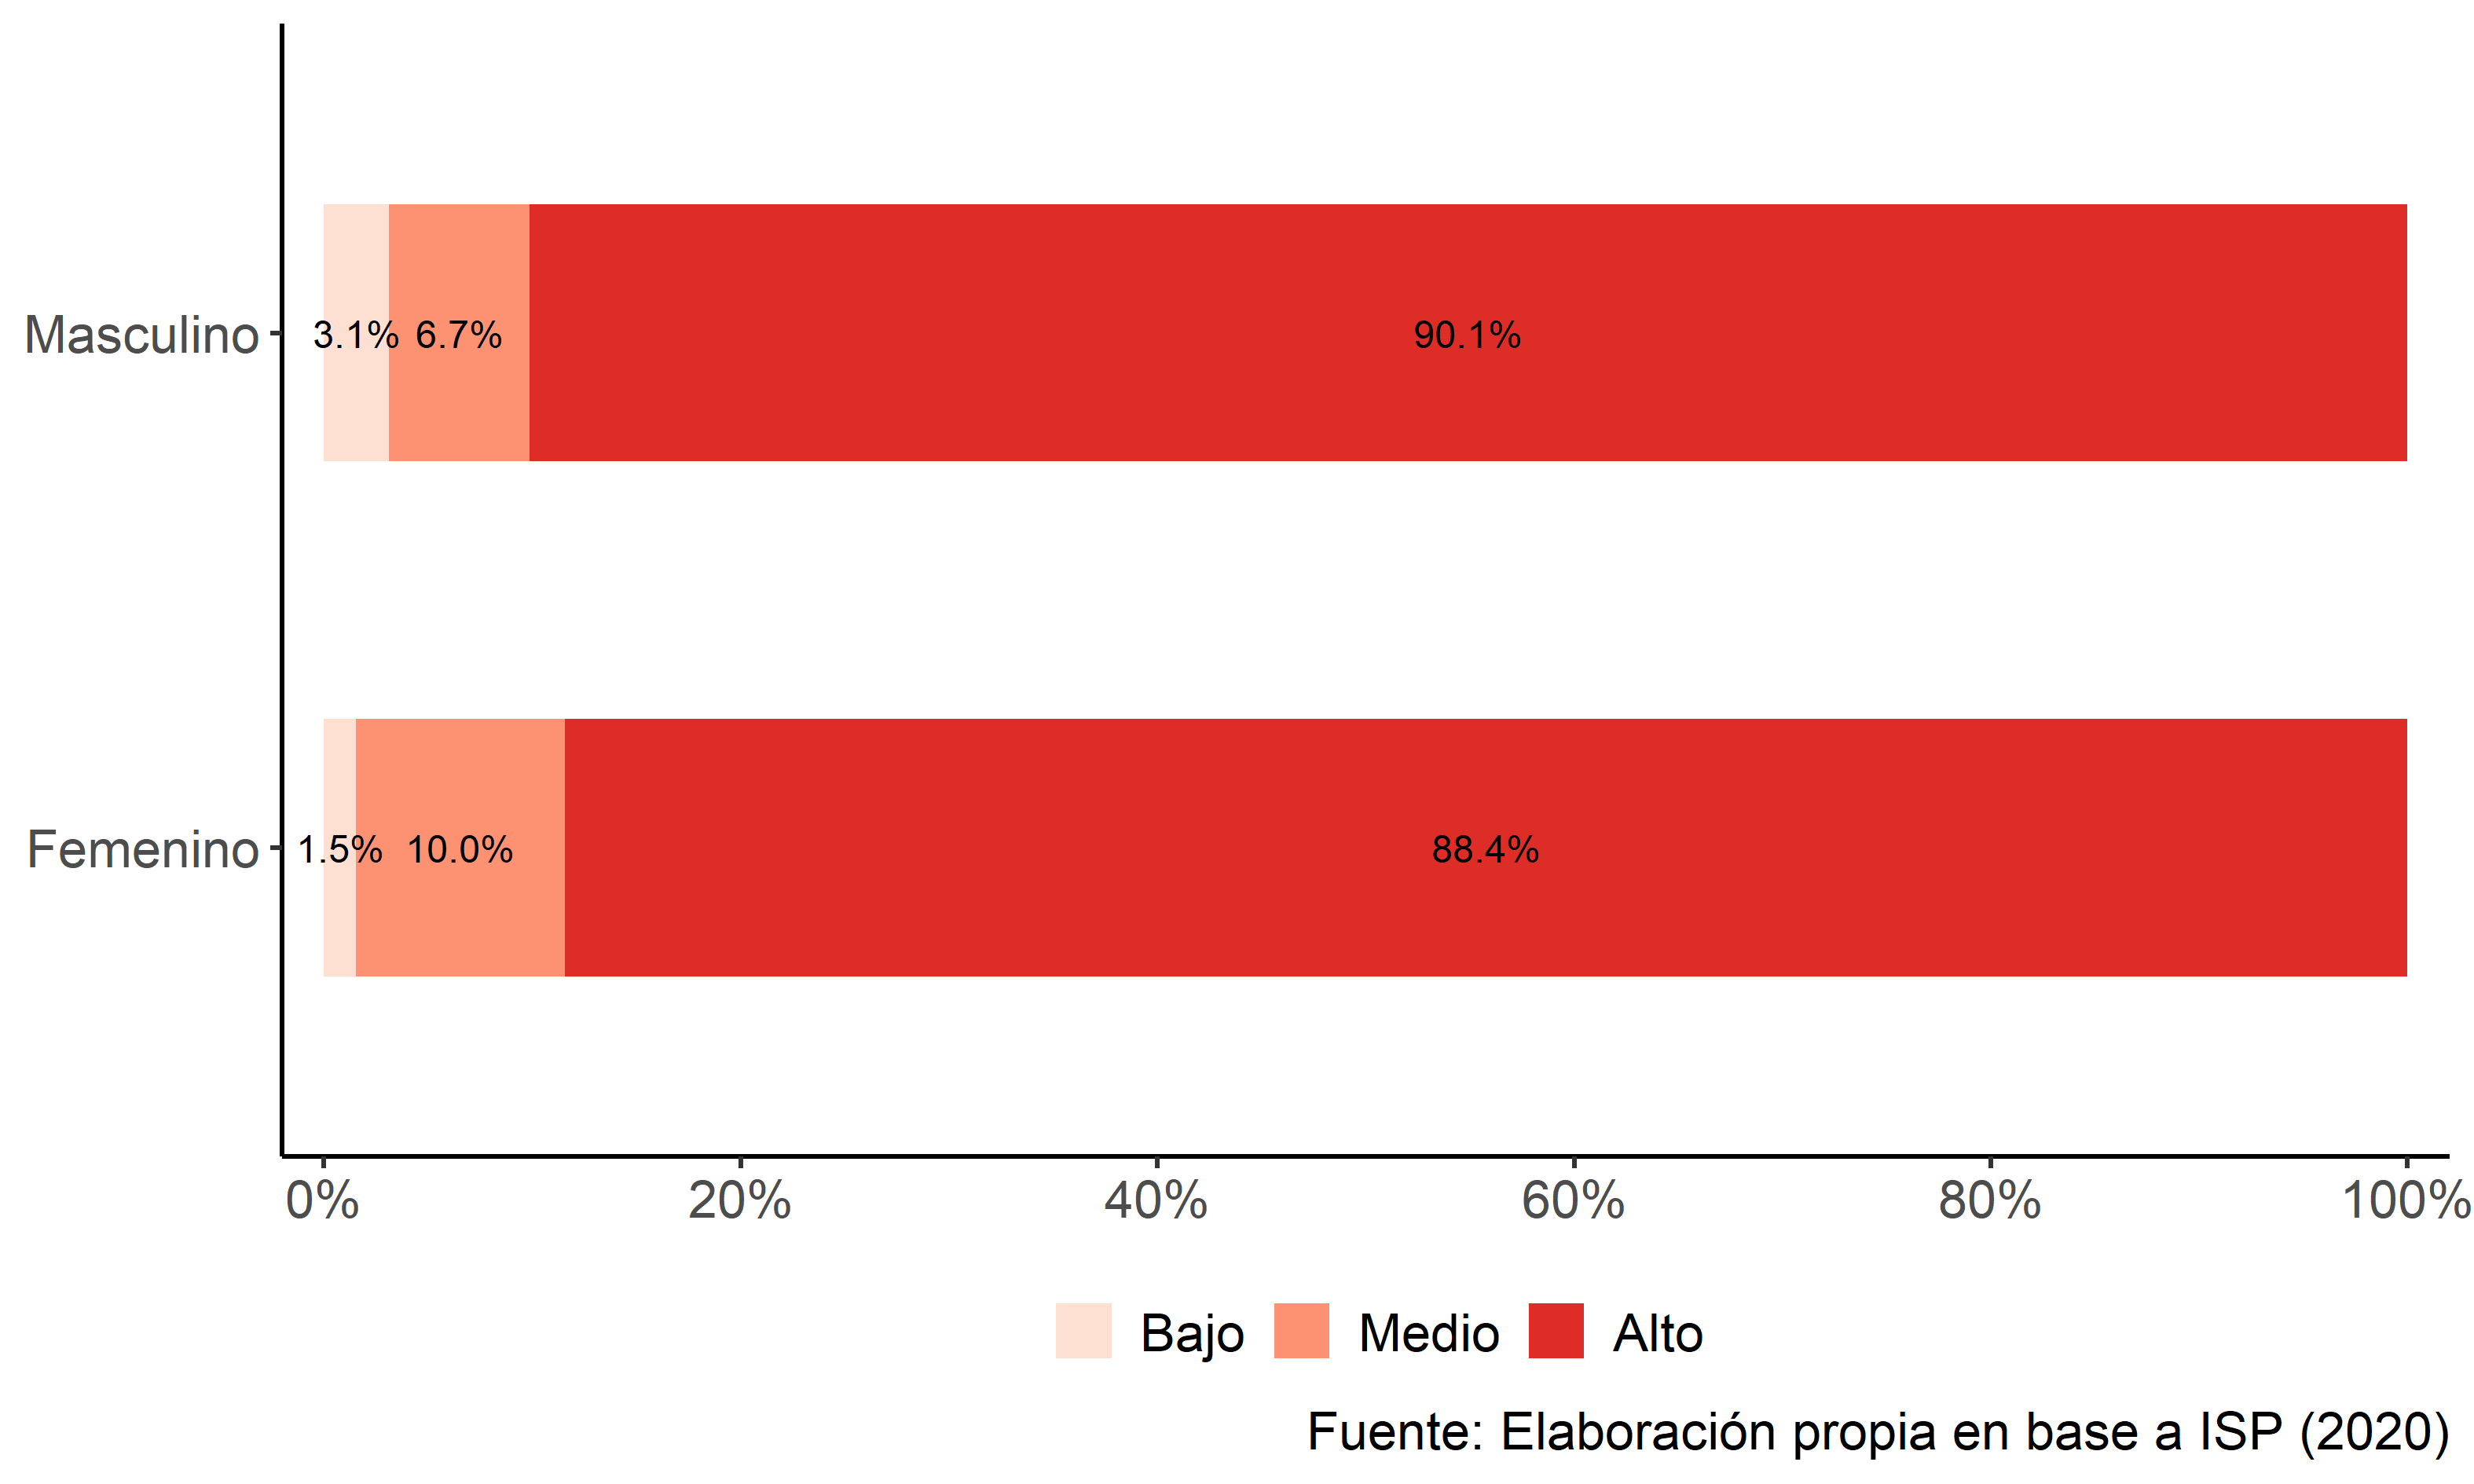 Masculino 3.1% 6.7% 90.1%
Femenino 1.5% 10.0% 88.4%
0% 20% 40% 60% 80% 100%
Bajo Medio Alto
Fuente: Elaboración propia en base a ISP (2020)